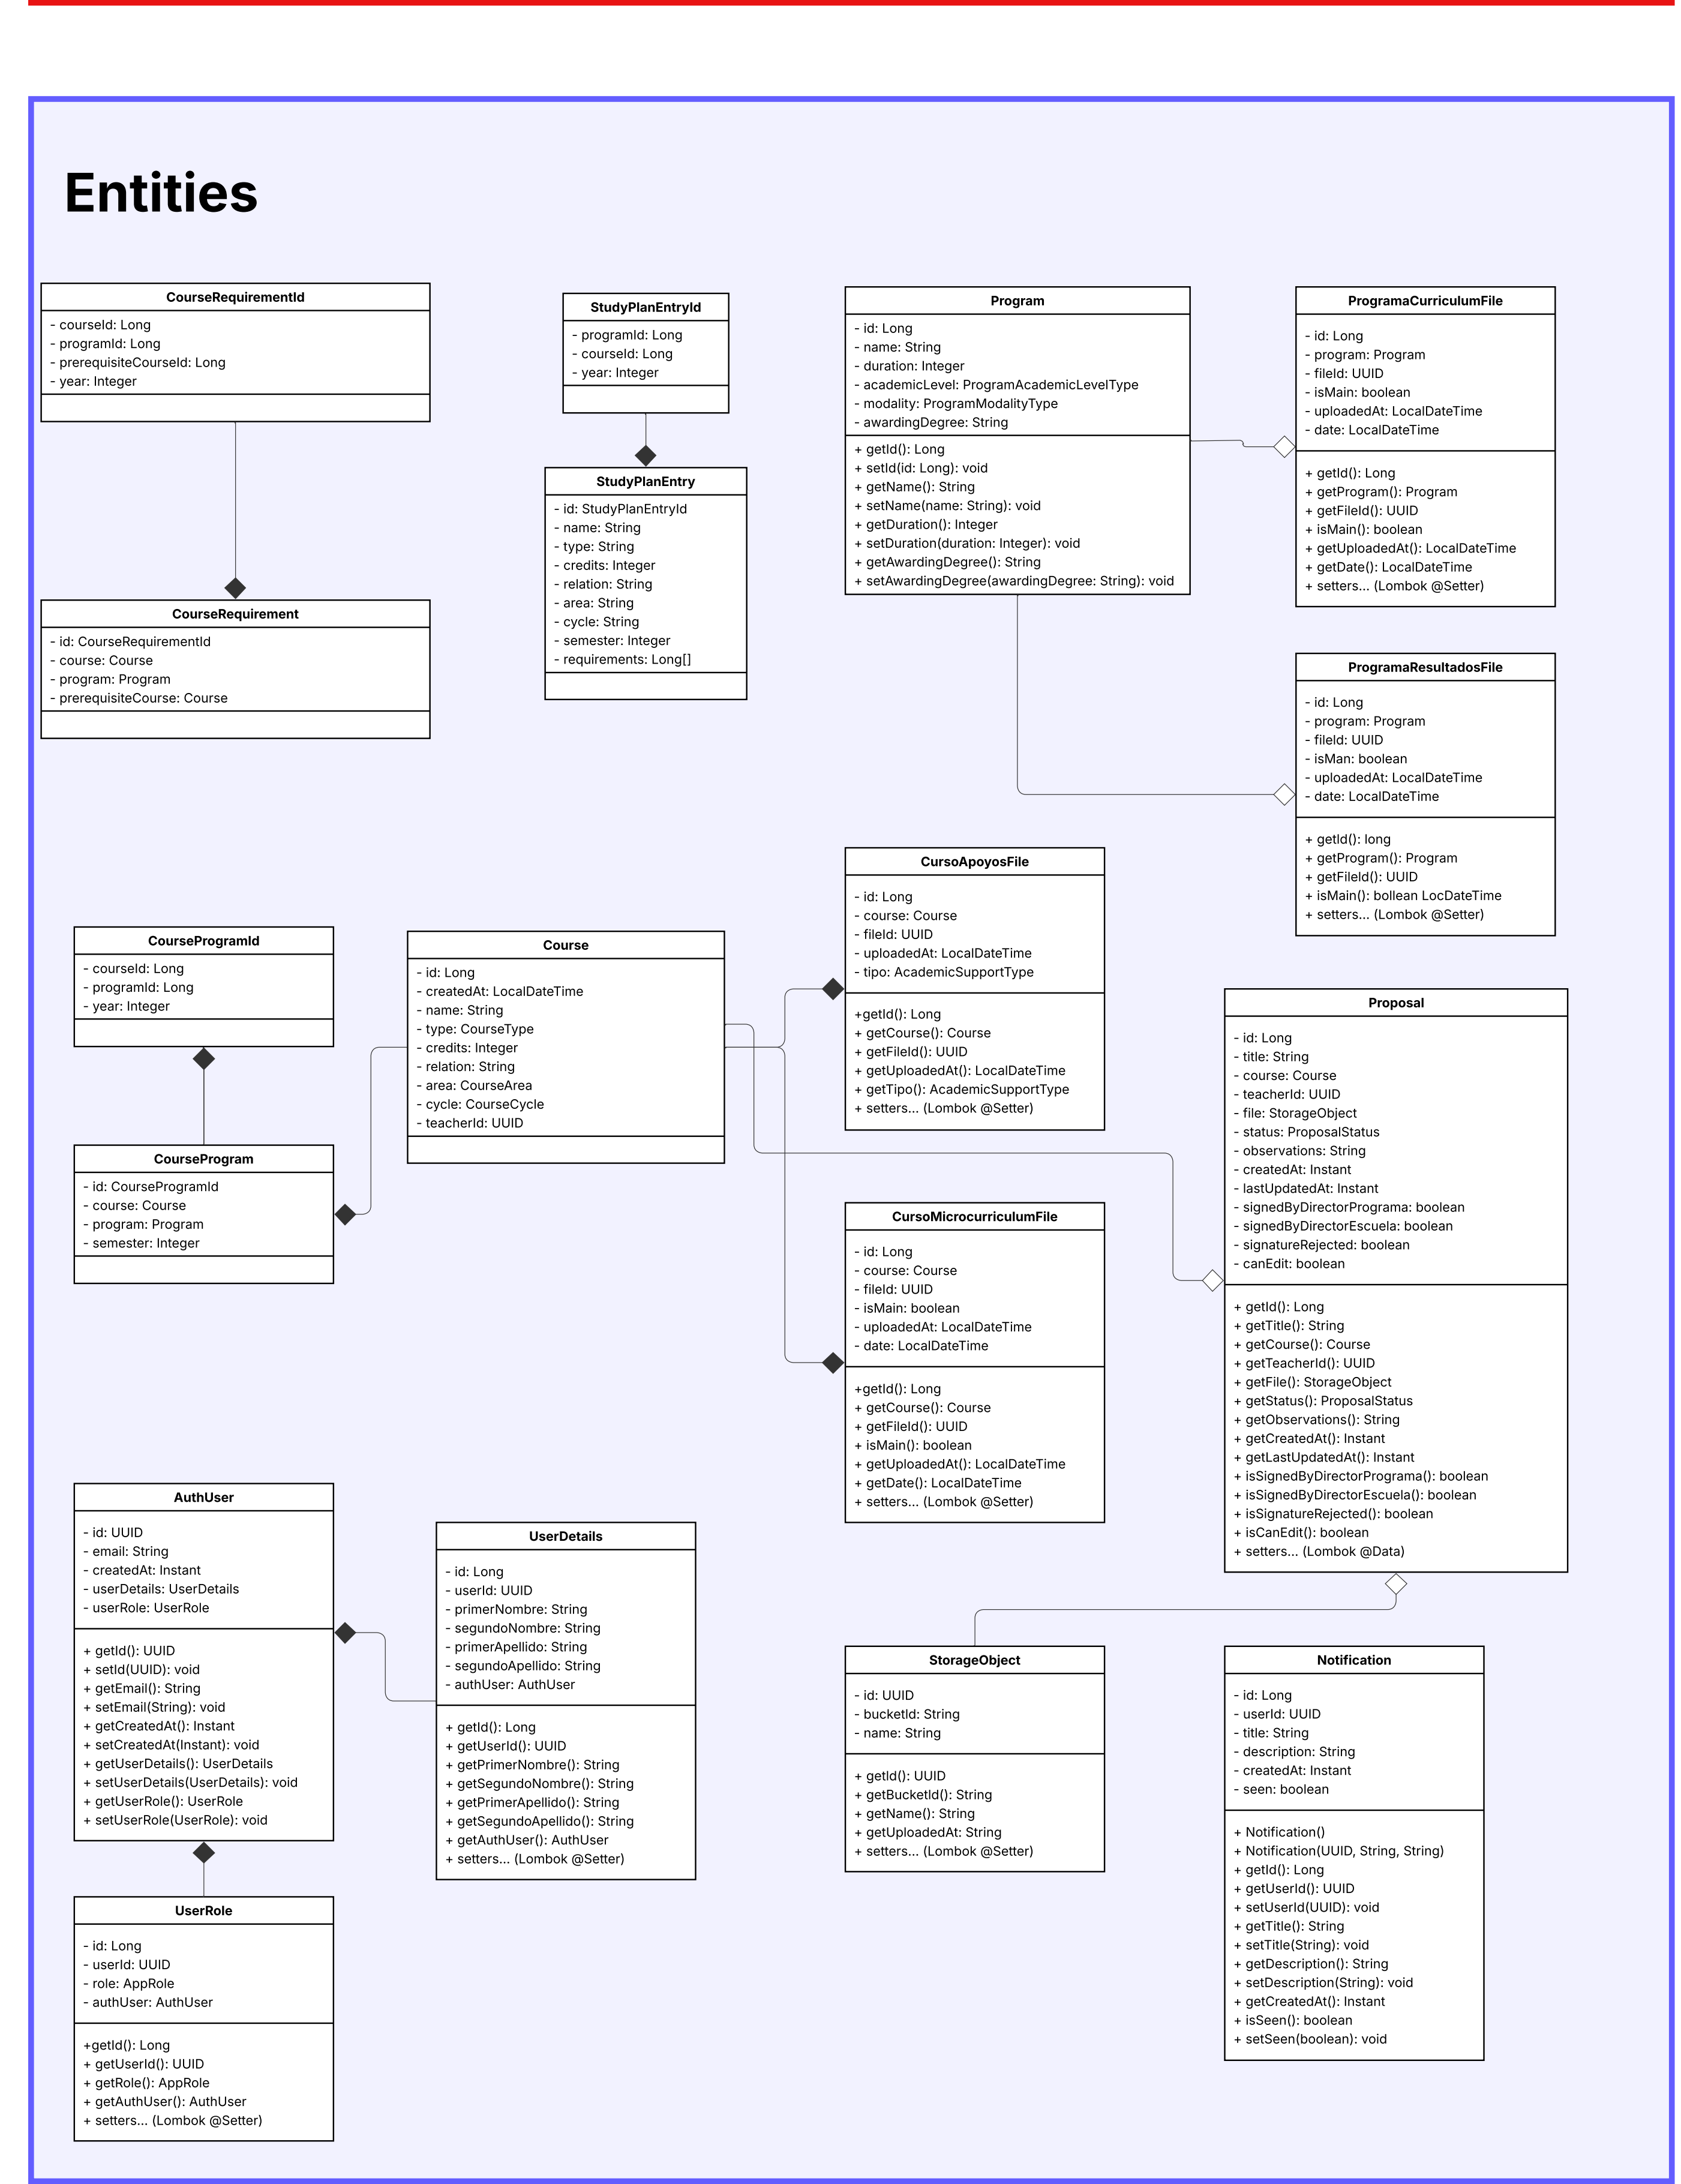 Entities
CourseRequirementId
- courseId: Long
- programId: Long
- prerequisiteCourseId: Long
- year: Integer
StudyPlanEntryId
- programId: Long
- courseId: Long
- year: Integer
Program
- id: Long
- name: String
- duration: Integer
- academicLevel: ProgramAcademicLevelType
- modality: ProgramModalityType
- awardingDegree: String
+ getId(): Long
+ setId(id: Long): void
+ getName(): String
+ setName(name: String): void
+ getDuration(): Integer
+ setDuration(duration: Integer): void
+ getAwardingDegree(): String
+ setAwardingDegree(awardingDegree: String): void
ProgramaCurriculumFile
- id: Long
- program: Program
- fileId: UUID
- isMain: boolean
- uploadedAt: LocalDateTime
- date: LocalDateTime
+ getId(): Long
+ getProgram(): Program
+ getFileId(): UUID
+ isMain(): boolean
+ getUploadedAt(): LocalDateTime
+ getDate(): LocalDateTime
+ setters... (Lombok @Setter)
StudyPlanEntry
- id: StudyPlanEntryId
- name: String
- type: String
- credits: Integer
- relation: String
- area: String
- cycle: String
- semester: Integer
- requirements: Long[]
CourseRequirement
- id: CourseRequirementId
- course: Course
- program: Program
- prerequisiteCourse: Course
ProgramaResultadosFile
- id: Long
- program: Program
- fileId: UUID
- isMan: boolean
- uploadedAt: LocalDateTime
- date: LocalDateTime
+ getId(): long
+ getProgram(): Program
+ getFileId(): UUID
+ isMain(): bollean LocDateTime
+ setters... (Lombok @Setter)
CourseProgramId
- courseId: Long
- programId: Long
- year: Integer
Course
- id: Long
- createdAt: LocalDateTime
- name: String
- type: CourseType
- credits: Integer
- relation: String
- area: CourseArea
- cycle: CourseCycle
- teacherId: UUID
CursoApoyosFile
- id: Long
- course: Course
- fileId: UUID
- uploadedAt: LocalDateTime
- tipo: AcademicSupportType
+getId(): Long
+ getCourse(): Course
+ getFileId(): UUID
+ getUploadedAt(): LocalDateTime
+ getTipo(): AcademicSupportType
+ setters... (Lombok @Setter)
Proposal
- id: Long
- title: String
- course: Course
- teacherId: UUID
- file: StorageObject
- status: ProposalStatus
- observations: String
- createdAt: Instant
- lastUpdatedAt: Instant
- signedByDirectorPrograma: boolean
- signedByDirectorEscuela: boolean
- signatureRejected: boolean
- canEdit: boolean
+ getId(): Long
+ getTitle(): String
+ getCourse(): Course
+ getTeacherId(): UUID
+ getFile(): StorageObject
+ getStatus(): ProposalStatus
+ getObservations(): String
+ getCreatedAt(): Instant
+ getLastUpdatedAt(): Instant
+ isSignedByDirectorPrograma(): boolean
+ isSignedByDirectorEscuela(): boolean
+ isSignatureRejected(): boolean
+ isCanEdit(): boolean
+ setters... (Lombok @Data)
CourseProgram
- id: CourseProgramId
- course: Course
- program: Program
- semester: Integer
CursoMicrocurriculumFile
- id: Long
- course: Course
- fileId: UUID
- isMain: boolean
- uploadedAt: LocalDateTime
- date: LocalDateTime
+getId(): Long
+ getCourse(): Course
+ getFileId(): UUID
+ isMain(): boolean
+ getUploadedAt(): LocalDateTime
+ getDate(): LocalDateTime
+ setters... (Lombok @Setter)
AuthUser
- id: UUID
- email: String
- createdAt: Instant
- userDetails: UserDetails
- userRole: UserRole
+ getId(): UUID
+ setId(UUID): void
+ getEmail(): String
+ setEmail(String): void
+ getCreatedAt(): Instant
+ setCreatedAt(Instant): void
+ getUserDetails(): UserDetails
+ setUserDetails(UserDetails): void
+ getUserRole(): UserRole
+ setUserRole(UserRole): void
UserDetails
- id: Long
- userId: UUID
- primerNombre: String
- segundoNombre: String
- primerApellido: String
- segundoApellido: String
- authUser: AuthUser
+ getId(): Long
+ getUserId(): UUID
+ getPrimerNombre(): String
+ getSegundoNombre(): String
+ getPrimerApellido(): String
+ getSegundoApellido(): String
+ getAuthUser(): AuthUser
+ setters... (Lombok @Setter)
StorageObject
- id: UUID
- bucketId: String
- name: String
+ getId(): UUID
+ getBucketId(): String
+ getName(): String
+ getUploadedAt: String
+ setters... (Lombok @Setter)
Notification
- id: Long
- userId: UUID
- title: String
- description: String
- createdAt: Instant
- seen: boolean
+ Notification()
+ Notification(UUID, String, String)
+ getId(): Long
+ getUserId(): UUID
+ setUserId(UUID): void
+ getTitle(): String
+ setTitle(String): void
+ getDescription(): String
+ setDescription(String): void
+ getCreatedAt(): Instant
+ isSeen(): boolean
+ setSeen(boolean): void
UserRole
- id: Long
- userId: UUID
- role: AppRole
- authUser: AuthUser
+getId(): Long
+ getUserId(): UUID
+ getRole(): AppRole
+ getAuthUser(): AuthUser
+ setters... (Lombok @Setter)